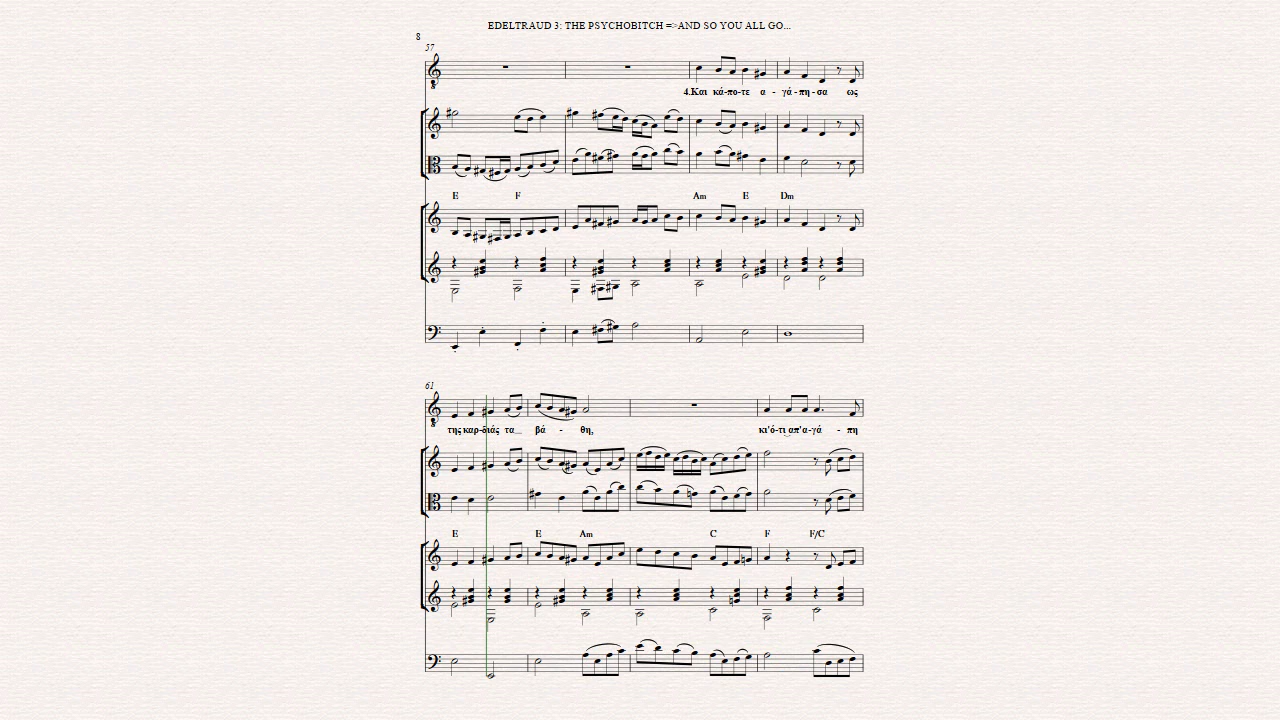 EDELTRAUD 3: THE PSYCHOBITCH =>AND SO YOU ALL GO...
8
57
4.Και κά-πο-τε α - γά-πη-σα ως
E F Am E Dm
61
της καρ-διάς τα_ βά - θη, κι'ό-τι απ'α-γά - πη
E E Am C F F/C